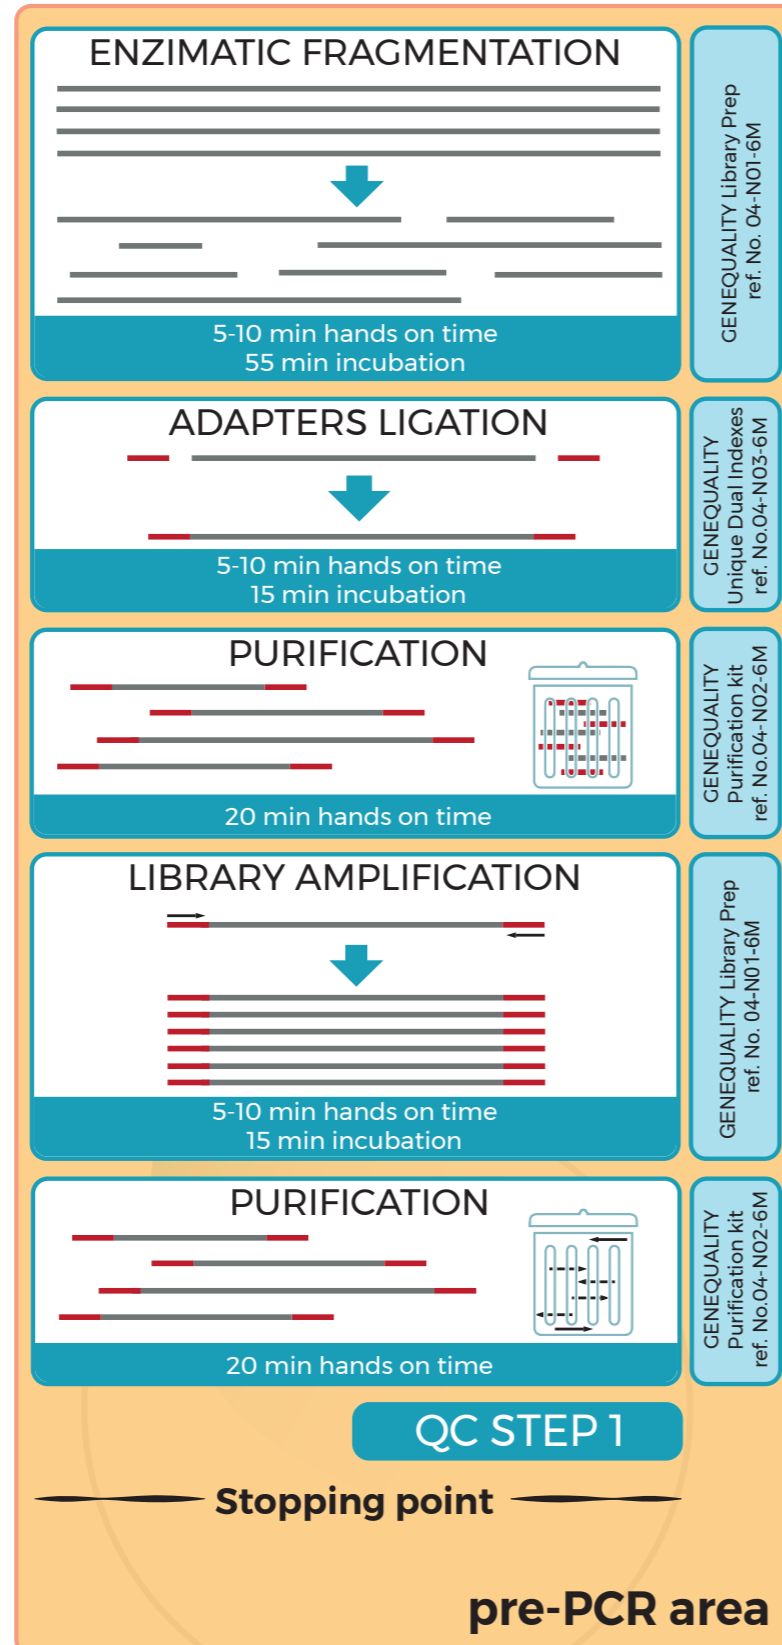 ENZIMATIC FRAGMENTATION
5-10 min hands on time
55 min incubation
GENEQUALITY Library Prep
ref. No. 04-N01-6M
ADAPTERS LIGATION
5-10 min hands on time
15 min incubation
GENEQUALITY
Unique Dual Indexes
ref. No.04-N03-6M
PURIFICATION
20 min hands on time
GENEQUALITY
Purification kit
ref. No.04-N02-6M
LIBRARY AMPLIFICATION
5-10 min hands on time
15 min incubation
GENEQUALITY Library Prep
ref. No. 04-N01-6M
PURIFICATION
20 min hands on time
GENEQUALITY
Purification kit
ref. No.04-N02-6M
QC STEP 1
Stopping point
pre-PCR area